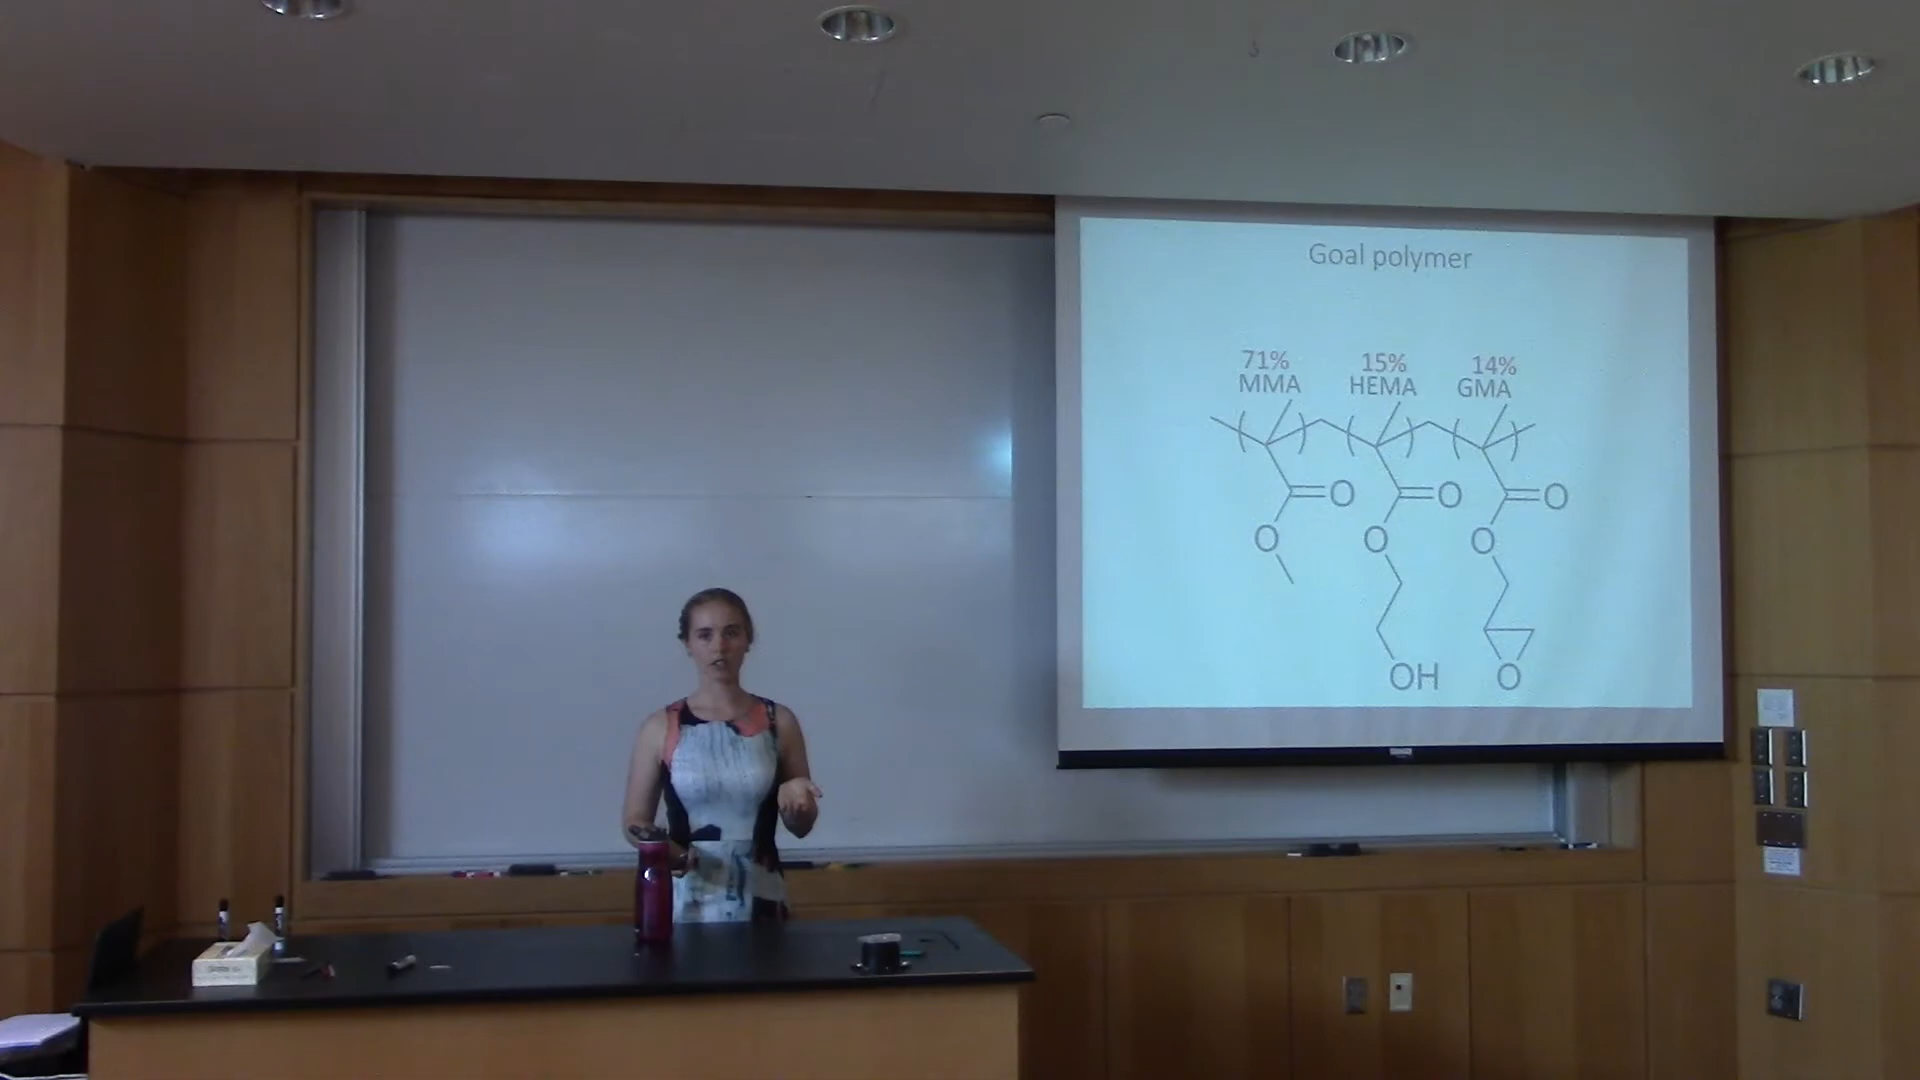 Goal polymer
71% 15% 14%
MMA HEMA GMA
O O O
O O O
OH O